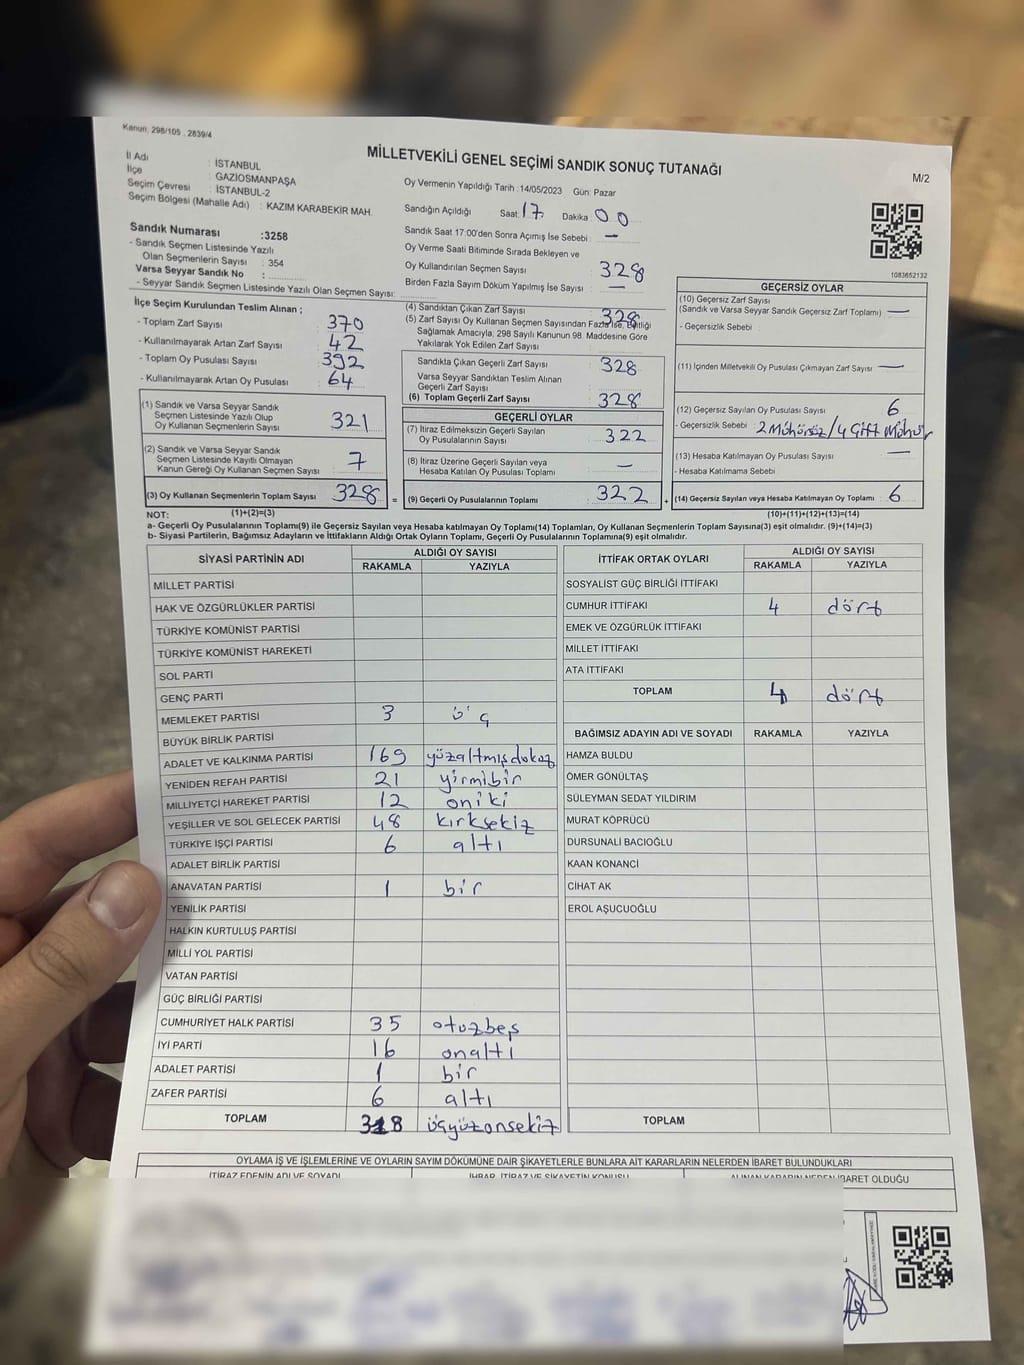 Kanun, 298/105 , 2839/4
MİLLETVEKİLİ GENEL SEÇİMİ SANDIK SONUÇ TUTANAĞI
M/2
İl Adı : İSTANBUL
İlçe : GAZİOSMANPAŞA
Seçim Çevresi : İSTANBUL-2
Seçim Bölgesi (Mahalle Adı) : KAZIM KARABEKİR MAH.
Oy Vermenin Yapıldığı Tarih :14/05/2023 Gün: Pazar
Sandığın Açıldığı Saat: 17 Dakika: 00
Sandık Saat 17:00'den Sonra Açımış İse Sebebi : —
Oy Verme Saati Bitiminde Sırada Bekleyen ve
Oy Kullandırılan Seçmen Sayısı 328
Birden Fazla Sayım Döküm Yapılmış İse Sayısı : —
Sandık Numarası :3258
- Sandık Seçmen Listesinde Yazılı
Olan Seçmenlerin Sayısı : 354
Varsa Seyyar Sandık No :
- Seyyar Sandık Seçmen Listesinde Yazılı Olan Seçmen Sayısı:
1083652132
İlçe Seçim Kurulundan Teslim Alınan ;
- Toplam Zarf Sayısı 370
- Kullanılmayarak Artan Zarf Sayısı 42
- Toplam Oy Pusulası Sayısı 392
- Kullanılmayarak Artan Oy Pusulası 64
(1) Sandık ve Varsa Seyyar Sandık
Seçmen Listesinde Yazılı Olup
Oy Kullanan Seçmenlerin Sayısı 321
(2) Sandık ve Varsa Seyyar Sandık
Seçmen Listesinde Kayıtlı Olmayan
Kanun Gereği Oy Kullanan Seçmen Sayısı 7
(3) Oy Kullanan Seçmenlerin Toplam Sayısı 328 =
(4) Sandıktan Çıkan Zarf Sayısı 328
(5) Zarf Sayısı Oy Kullanan Seçmen Sayısından Fazla İse, Eşitliği
Sağlamak Amacıyla, 298 Sayılı Kanunun 98. Maddesine Göre
Yakılarak Yok Edilen Zarf Sayısı
Sandıkta Çıkan Geçerli Zarf Sayısı 328
Varsa Seyyar Sandıktan Teslim Alınan
Geçerli Zarf Sayısı
(6) Toplam Geçerli Zarf Sayısı 328
GEÇERLİ OYLAR
(7) İtiraz Edilmeksizin Geçerli Sayılan
Oy Pusulalarının Sayısı 322
(8) İtiraz Üzerine Geçerli Sayılan veya
Hesaba Katılan Oy Pusulası Toplamı —
(9) Geçerli Oy Pusulalarının Toplamı 322 +
GEÇERSİZ OYLAR
(10) Geçersiz Zarf Sayısı
(Sandık ve Varsa Seyyar Sandık Geçersiz Zarf Toplamı) —
- Geçersizlik Sebebi
(11) İçinden Milletvekili Oy Pusulası Çıkmayan Zarf Sayısı —
(12) Geçersiz Sayılan Oy Pusulası Sayısı 6
- Geçersizlik Sebebi : 2 Mühürsüz/4 Çift Mühür
(13) Hesaba Katılmayan Oy Pusulası Sayısı —
- Hesaba Katılmama Sebebi
(14) Geçersiz Sayılan veya Hesaba Katılmayan Oy Toplamı : 6
NOT: (1)+(2)=(3) (10)+(11)+(12)+(13)=(14)
a- Geçerli Oy Pusulalarının Toplamı(9) ile Geçersiz Sayılan veya Hesaba katılmayan Oy Toplamı(14) Toplamları, Oy Kullanan Seçmenlerin Toplam Sayısına(3) eşit olmalıdır. (9)+(14)=(3)
b- Siyasi Partilerin, Bağımsız Adayların ve İttifakların Aldığı Ortak Oyların Toplamı, Geçerli Oy Pusulalarının Toplamına(9) eşit olmalıdır.
SİYASİ PARTİNİN ADI ALDIĞI OY SAYISI
RAKAMLA YAZIYLA
MİLLET PARTİSİ
HAK VE ÖZGÜRLÜKLER PARTİSİ
TÜRKİYE KOMÜNİST PARTİSİ
TÜRKİYE KOMÜNİST HAREKETİ
SOL PARTİ
GENÇ PARTİ
MEMLEKET PARTİSİ 3 üç
BÜYÜK BİRLİK PARTİSİ
ADALET VE KALKINMA PARTİSİ 169 yüzaltmışdokuz
YENİDEN REFAH PARTİSİ 21 yirmibir
MİLLİYETÇİ HAREKET PARTİSİ 12 oniki
YEŞİLLER VE SOL GELECEK PARTİSİ 48 kırksekiz
TÜRKİYE İŞÇİ PARTİSİ 6 altı
ADALET BİRLİK PARTİSİ
ANAVATAN PARTİSİ 1 bir
YENİLİK PARTİSİ
HALKIN KURTULUŞ PARTİSİ
MİLLİ YOL PARTİSİ
VATAN PARTİSİ
GÜÇ BİRLİĞİ PARTİSİ
CUMHURİYET HALK PARTİSİ 35 otuzbeş
İYİ PARTİ 16 onaltı
ADALET PARTİSİ 1 bir
ZAFER PARTİSİ 6 altı
TOPLAM 318 üçyüzonsekiz
İTTİFAK ORTAK OYLARI ALDIĞI OY SAYISI
RAKAMLA YAZIYLA
SOSYALİST GÜÇ BİRLİĞİ İTTİFAKI
CUMHUR İTTİFAKI 4 dört
EMEK VE ÖZGÜRLÜK İTTİFAKI
MİLLET İTTİFAKI
ATA İTTİFAKI
TOPLAM 4 dört
BAĞIMSIZ ADAYIN ADI VE SOYADI RAKAMLA YAZIYLA
HAMZA BULDU
ÖMER GÖNÜLTAŞ
SÜLEYMAN SEDAT YILDIRIM
MURAT KÖPRÜCÜ
DURSUNALİ BACIOĞLU
KAAN KONANCİ
CİHAT AK
EROL AŞUCUOĞLU
TOPLAM
OYLAMA İŞ VE İŞLEMLERİNE VE OYLARIN SAYIM DÖKÜMÜNE DAİR ŞİKAYETLERLE BUNLARA AİT KARARLARIN NELERDEN İBARET BULUNDUKLARI
İTİRAZ EDENİN ADI VE SOYADI İHBAR, İTİRAZ VE ŞİKAYETİN KONUSU ALINAN KARARIN NEDEN İBARET OLDUĞU